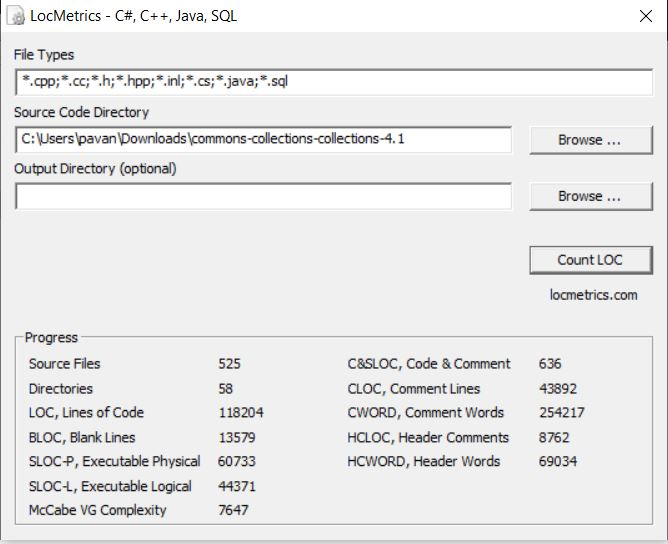 LocMetrics - C#, C++, Java, SQL
File Types
*.cpp;*.cc;*.h;*.hpp;*.inl;*.cs;*.java;*.sql
Source Code Directory
C:\Users\pavan\Downloads\commons-collections-collections-4.1
Browse ...
Output Directory (optional)
Browse ...
Count LOC
locmetrics.com
Progress
Source Files 525 C&SLOC, Code & Comment 636
Directories 58 CLOC, Comment Lines 43892
LOC, Lines of Code 118204 CWORD, Comment Words 254217
BLOC, Blank Lines 13579 HCLOC, Header Comments 8762
SLOC-P, Executable Physical 60733 HCWORD, Header Words 69034
SLOC-L, Executable Logical 44371
McCabe VG Complexity 7647